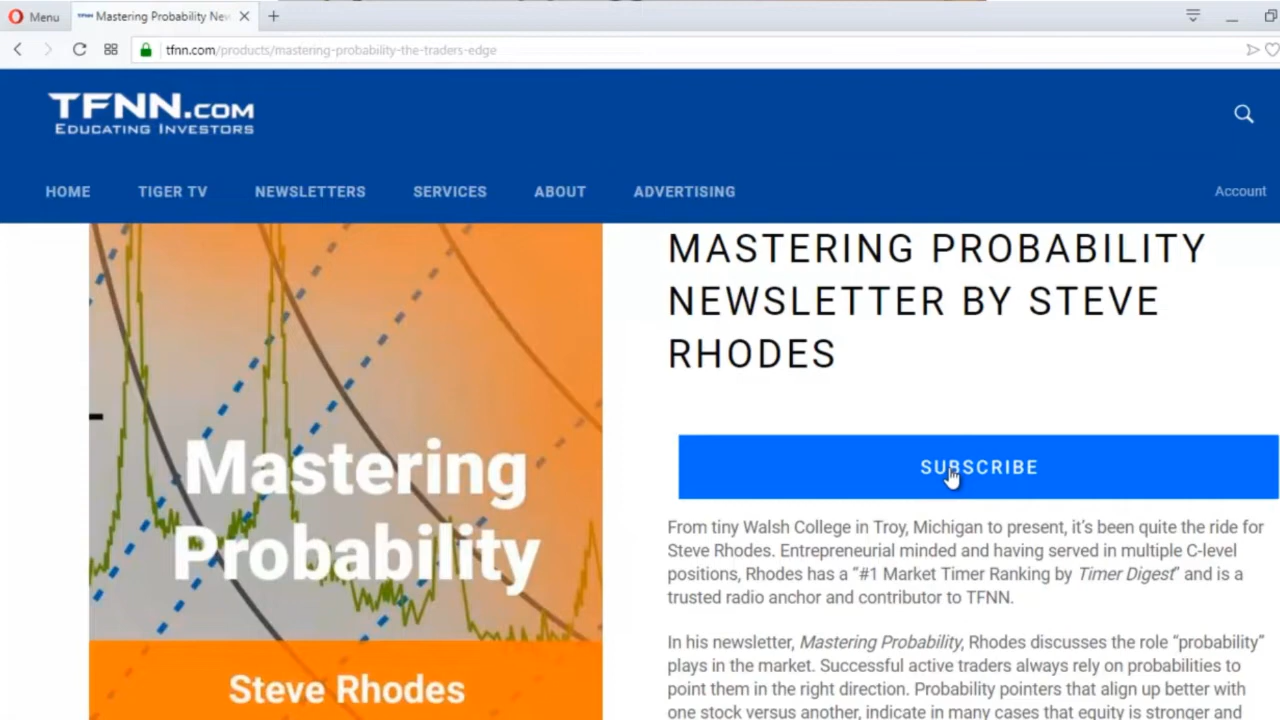 Menu
Mastering Probability New
tfnn.com/products/mastering-probability-the-traders-edge
TFNN.COM
EDUCATING INVESTORS
HOME
TIGER TV
NEWSLETTERS
SERVICES
ABOUT
ADVERTISING
Account
Mastering
Probability
Steve Rhodes
MASTERING PROBABILITY
NEWSLETTER BY STEVE
RHODES
SUBSCRIBE
From tiny Walsh College in Troy, Michigan to present, it's been quite the ride for
Steve Rhodes. Entrepreneurial minded and having served in multiple C-level
positions, Rhodes has a “#1 Market Timer Ranking by Timer Digest” and is a
trusted radio anchor and contributor to TFNN.
In his newsletter, Mastering Probability, Rhodes discusses the role “probability”
plays in the market. Successful active traders always rely on probabilities to
point them in the right direction. Probability pointers that align up better with
one stock versus another, indicate in many cases that equity is stronger and